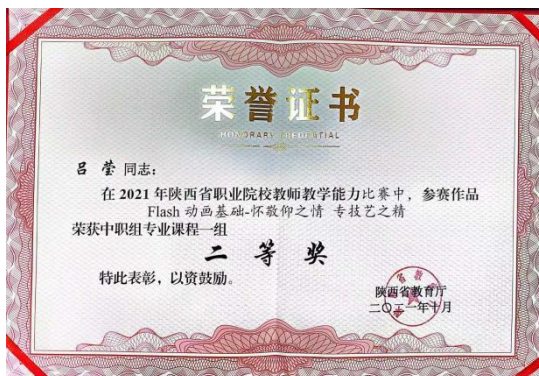 荣誉证书
HONORARY CREDENTIAL
吕莹 同志:
在 2021 年陕西省职业院校教师教学能力比赛中，参赛作品
Flash 动画基础-怀敬仰之情 专技艺之精
荣获中职组专业课程一组
二 等 奖
特此表彰，以资鼓励。
陕西省教育厅
二〇二一年十月